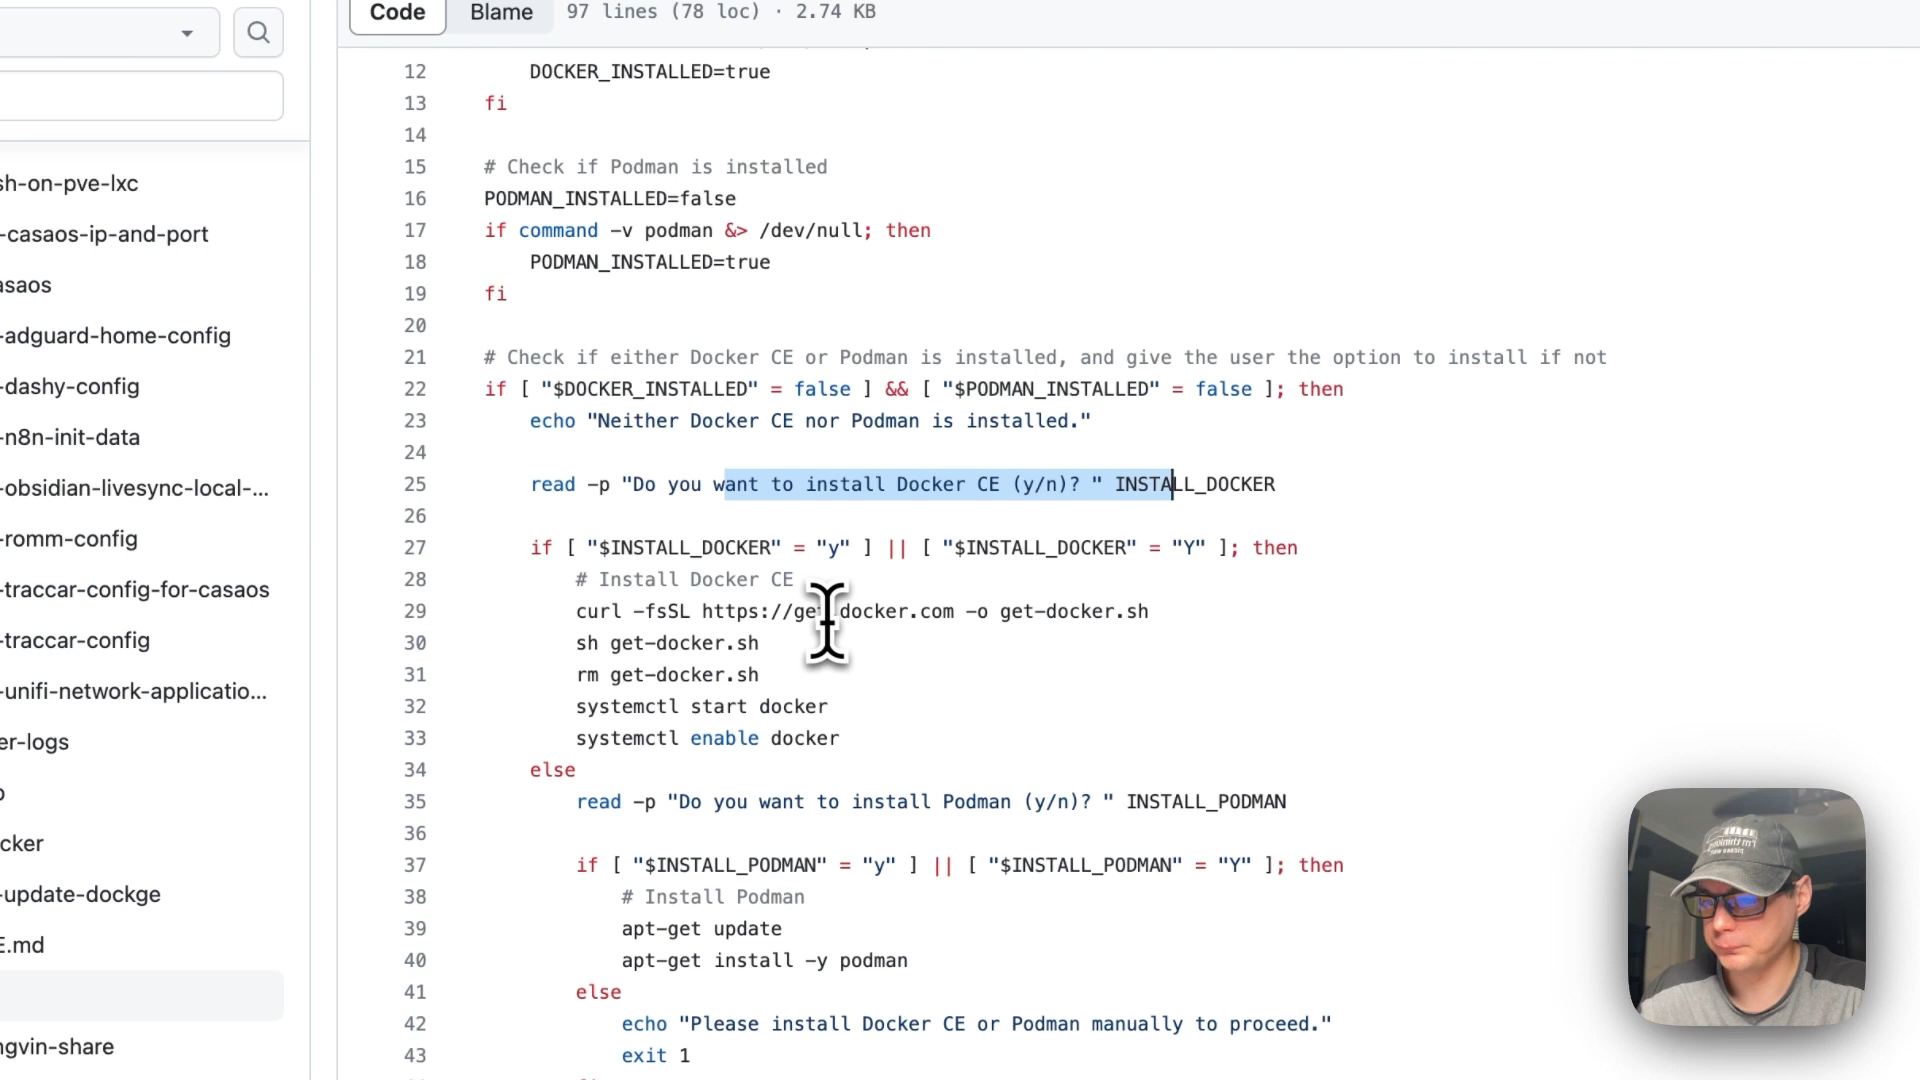 Code Blame 97 lines (78 loc) · 2.74 KB
12 DOCKER_INSTALLED=true
13 fi
14
15 # Check if Podman is installed
16 PODMAN_INSTALLED=false
17 if command -v podman &> /dev/null; then
18 PODMAN_INSTALLED=true
19 fi
20
21 # Check if either Docker CE or Podman is installed, and give the user the option to install if not
22 if [ "$DOCKER_INSTALLED" = false ] && [ "$PODMAN_INSTALLED" = false ]; then
23 echo "Neither Docker CE nor Podman is installed."
24
25 read -p "Do you want to install Docker CE (y/n)? " INSTALL_DOCKER
26
27 if [ "$INSTALL_DOCKER" = "y" ] || [ "$INSTALL_DOCKER" = "Y" ]; then
28 # Install Docker CE
29 curl -fsSL https://get.docker.com -o get-docker.sh
30 sh get-docker.sh
31 rm get-docker.sh
32 systemctl start docker
33 systemctl enable docker
34 else
35 read -p "Do you want to install Podman (y/n)? " INSTALL_PODMAN
36
37 if [ "$INSTALL_PODMAN" = "y" ] || [ "$INSTALL_PODMAN" = "Y" ]; then
38 # Install Podman
39 apt-get update
40 apt-get install -y podman
41 else
42 echo "Please install Docker CE or Podman manually to proceed."
43 exit 1
sh-on-pve-lxc
-casaos-ip-and-port
asaos
-adguard-home-config
-dashy-config
-n8n-init-data
-obsidian-livesync-local-...
-romm-config
-traccar-config-for-casaos
-traccar-config
-unifi-network-applicatio...
er-logs
cker
-update-dockge
E.md
ngvin-share